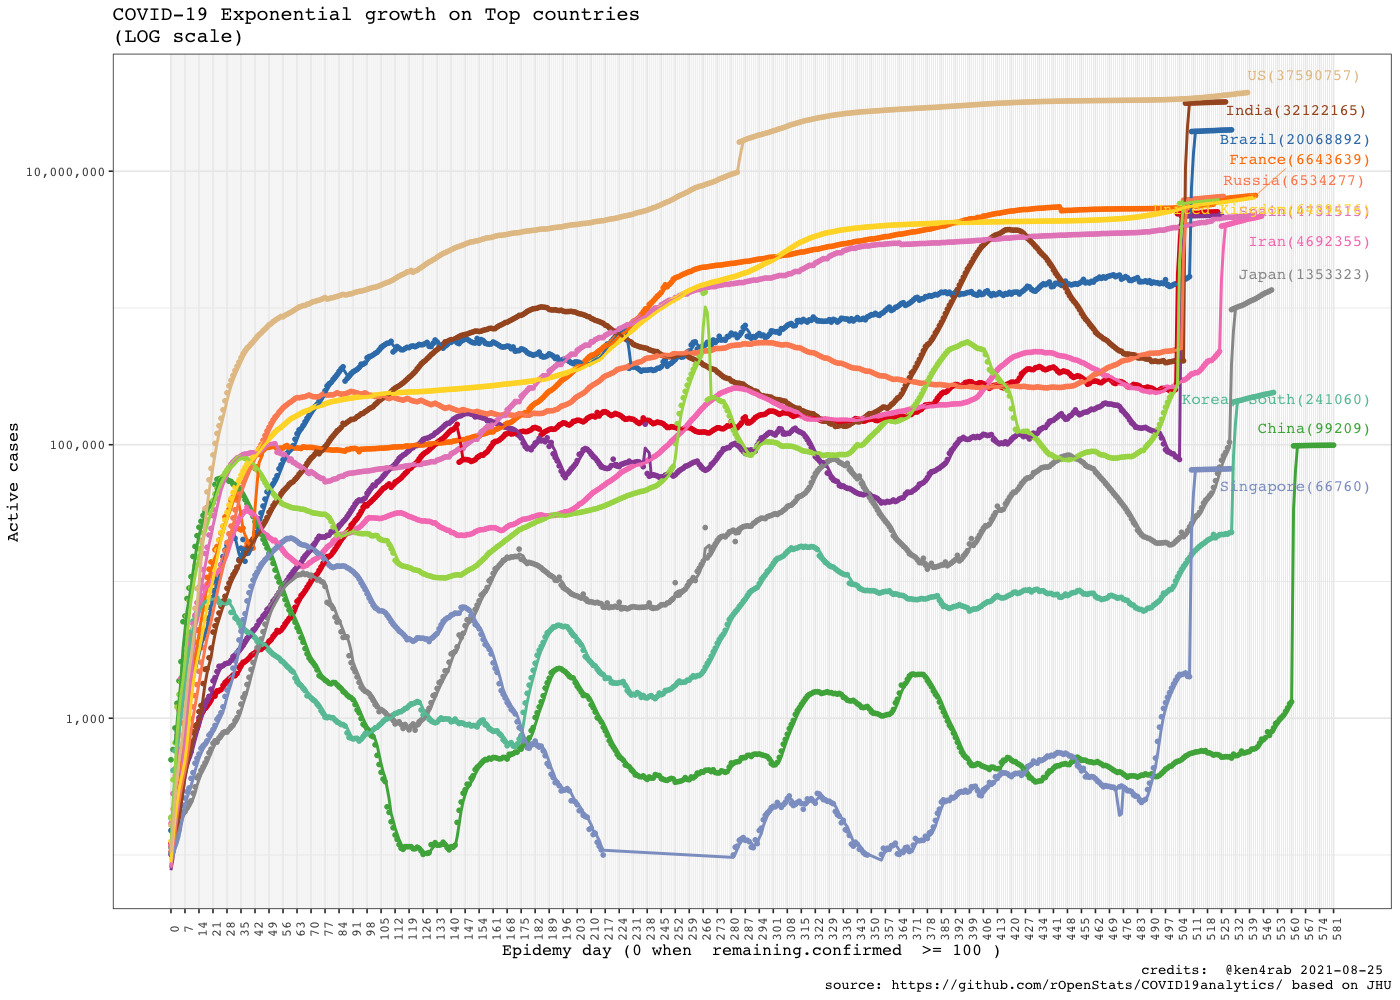 COVID-19 Exponential growth on Top countries
(LOG scale)
US(37590757)
India(32122165)
Brazil(20068892)
France(6643639)
10,000,000
Russia(6534277)
Spain(4731515)
Iran(4692355)
Japan(1353323)
Korea, South(241060)
China(99209)
100,000
Singapore(66760)
Active cases
1,000
0 7 14 21 28 35 42 49 56 63 70 77 84 91 98 105 112 119 126 133 140 147 154 161 168 175 182 189 196 203 210 217 224 231 238 245 252 259 266 273 280 287 294 301 308 315 322 329 336 343 350 357 364 371 378 385 392 399 406 413 420 427 434 441 448 455 462 469 476 483 490 497 504 511 518 525 532 539 546 553 560 567 574 581
Epidemy day (0 when remaining.confirmed >= 100 )
credits: @ken4rab 2021-08-25
source: https://github.com/rOpenStats/COVID19analytics/ based on JHU